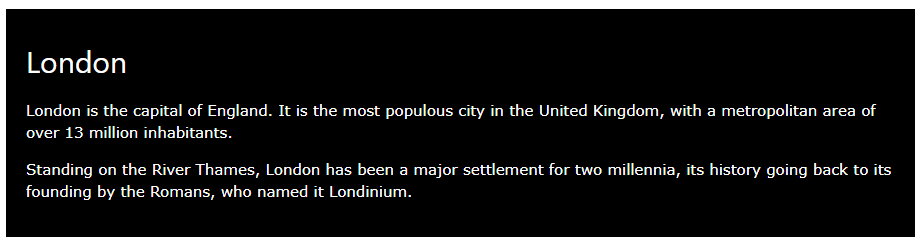 London
London is the capital of England. It is the most populous city in the United Kingdom, with a metropolitan area of
over 13 million inhabitants.
Standing on the River Thames, London has been a major settlement for two millennia, its history going back to its
founding by the Romans, who named it Londinium.